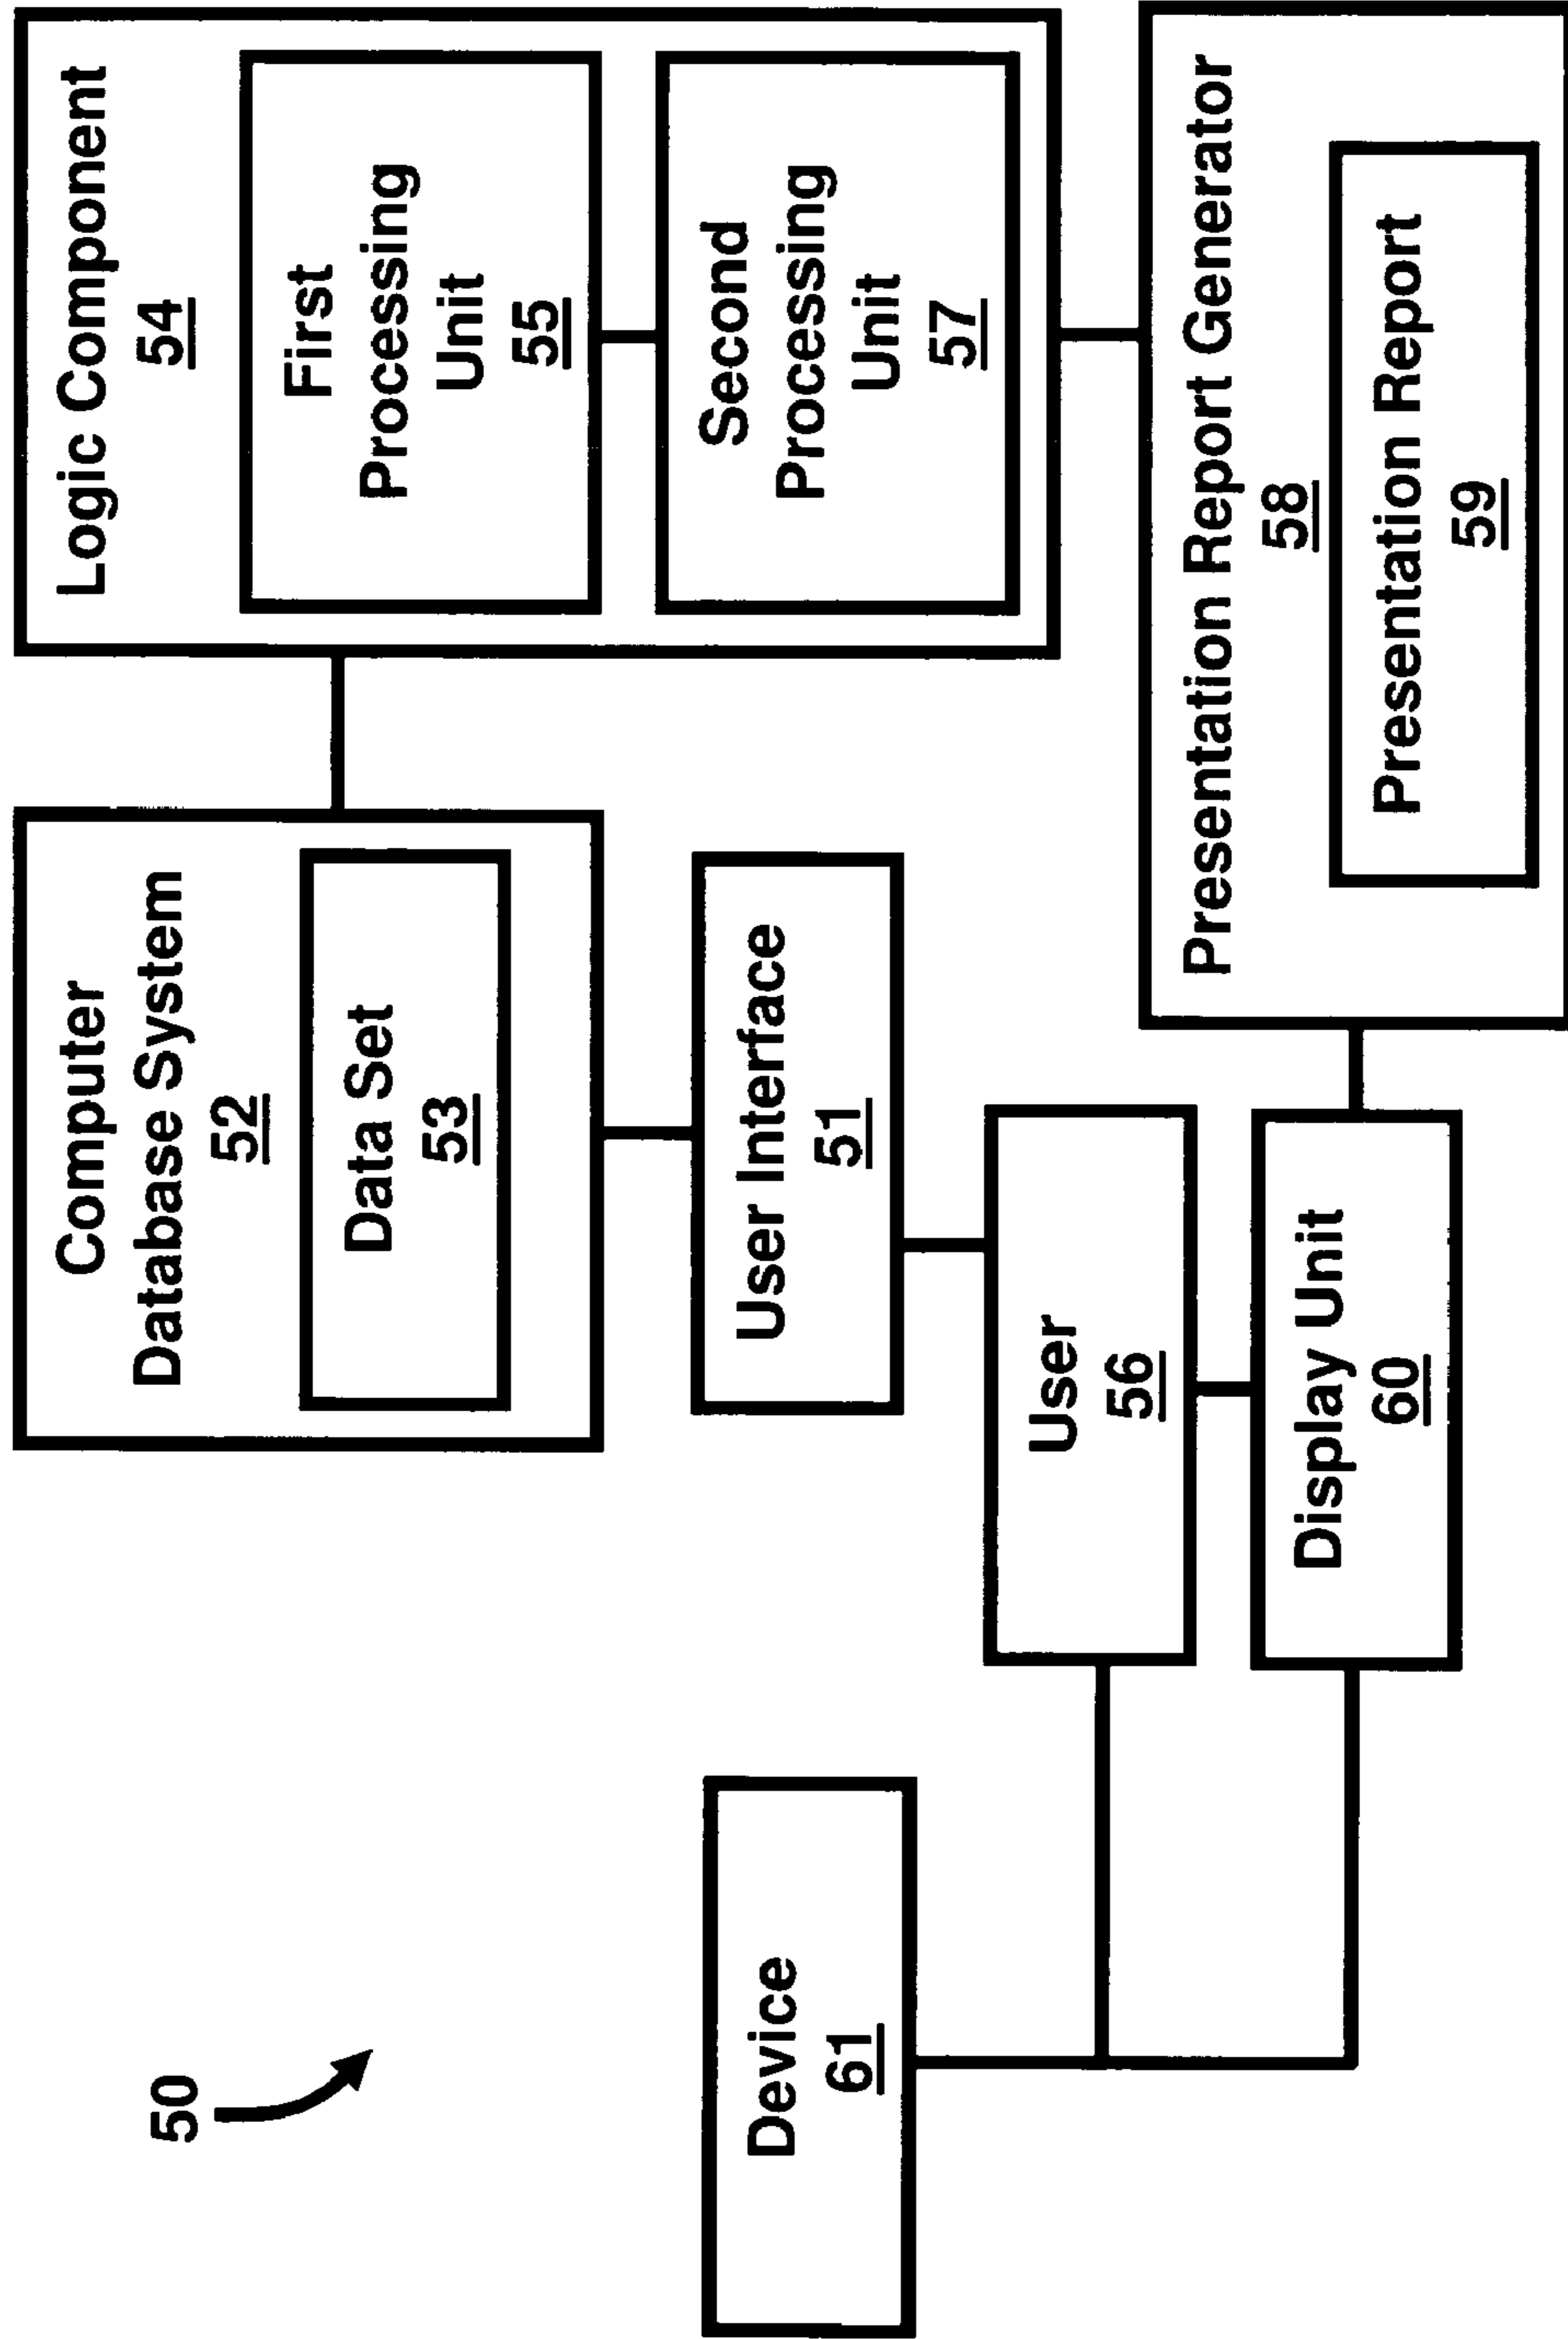 50
Device
61
Computer
Database System
52
Data Set
53
User Interface
51
User
56
Display Unit
60
Logic Component
54
First
Processing
Unit
55
Second
Processing
Unit
57
Presentation Report Generator
58
Presentation Report
59